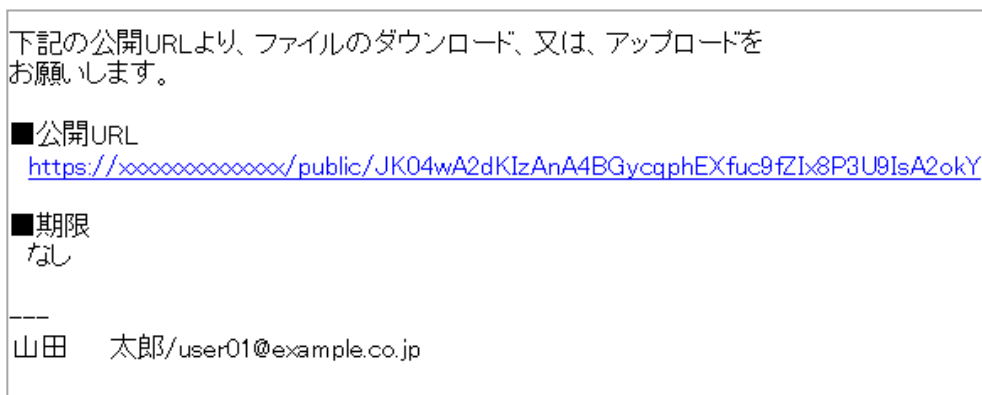 下記の公開URLより、ファイルのダウンロード、又は、アップロードを
お願いします。
■公開URL
https://xxxxxxxxxxxxxx/public/JK04wA2dKIzAnA4BGycqphEXfuc9fZIx8P3U9IsA2okY
■期限
なし
---
山田　太郎/user01@example.co.jp